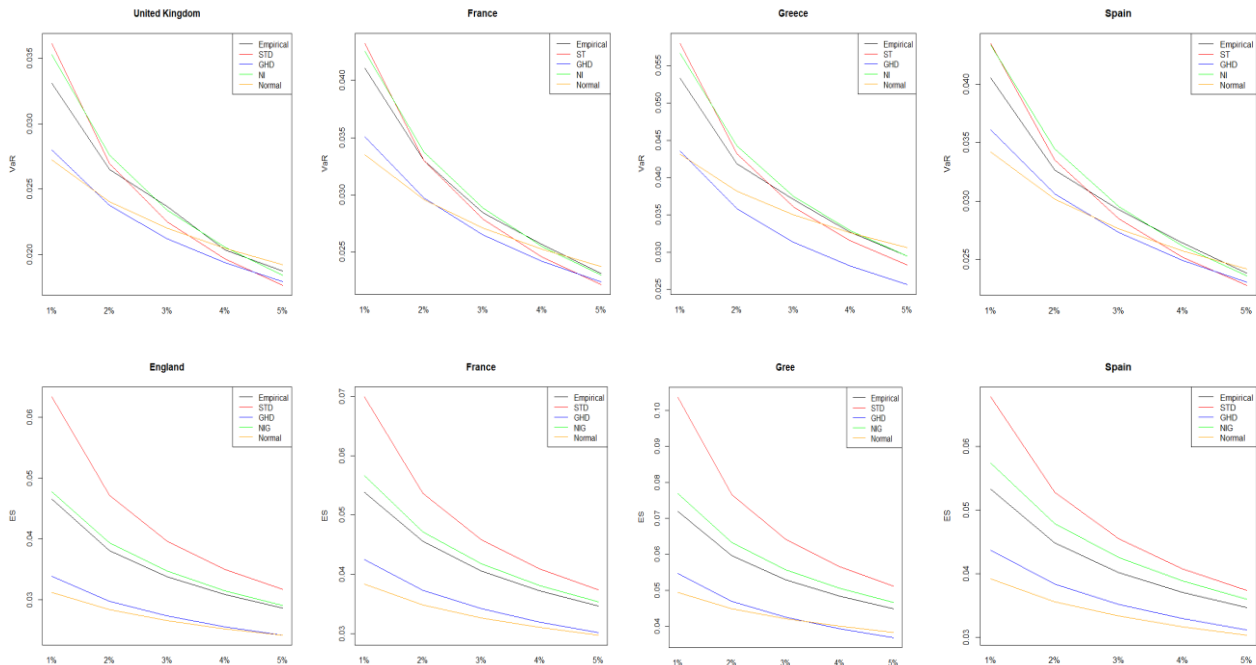 United Kingdom
VaR
0.020
0.025
0.030
0.035
1%
2%
3%
4%
5%
Empirical
STD
GHD
NI
Normal
France
VaR
0.025
0.030
0.035
0.040
1%
2%
3%
4%
5%
Empirical
ST
GHD
NI
Normal
Greece
VaR
0.025
0.030
0.035
0.040
0.045
0.050
0.055
1%
2%
3%
4%
5%
Empirical
ST
GHD
NI
Normal
Spain
VaR
0.025
0.030
0.035
0.040
1%
2%
3%
4%
5%
Empirical
ST
GHD
NI
Normal
England
ES
0.03
0.04
0.05
0.06
1%
2%
3%
4%
5%
Empirical
STD
GHD
NIG
Normal
France
ES
0.03
0.04
0.05
0.06
0.07
1%
2%
3%
4%
5%
Empirical
STD
GHD
NIG
Normal
Gree
ES
0.04
0.05
0.06
0.07
0.08
0.09
0.10
1%
2%
3%
4%
5%
Empirical
STD
GHD
NIG
Normal
Spain
ES
0.03
0.04
0.05
0.06
1%
2%
3%
4%
5%
Empirical
STD
GHD
NIG
Normal